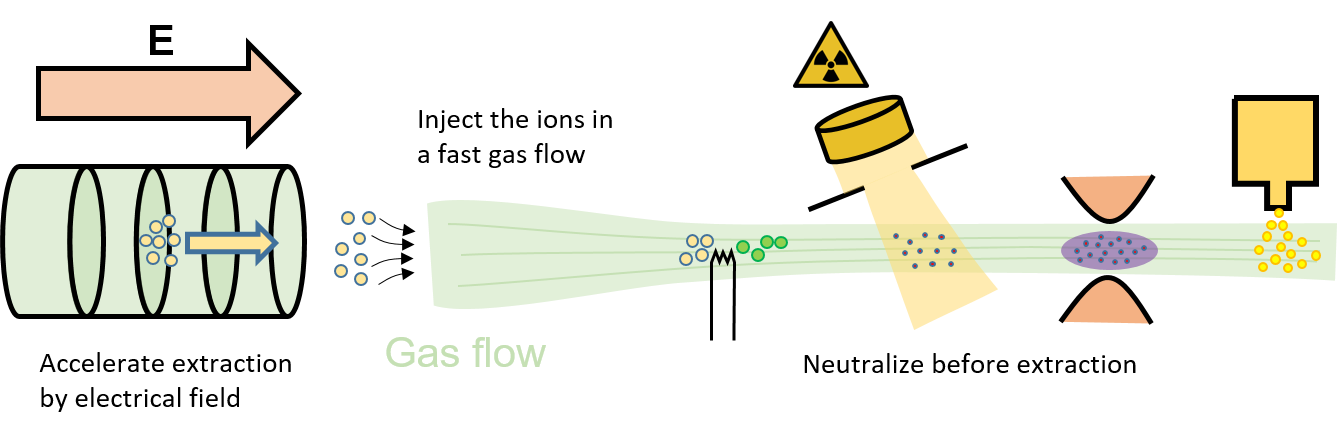 E
Inject the ions in
a fast gas flow
Accelerate extraction
by electrical field
Gas flow
Neutralize before extraction